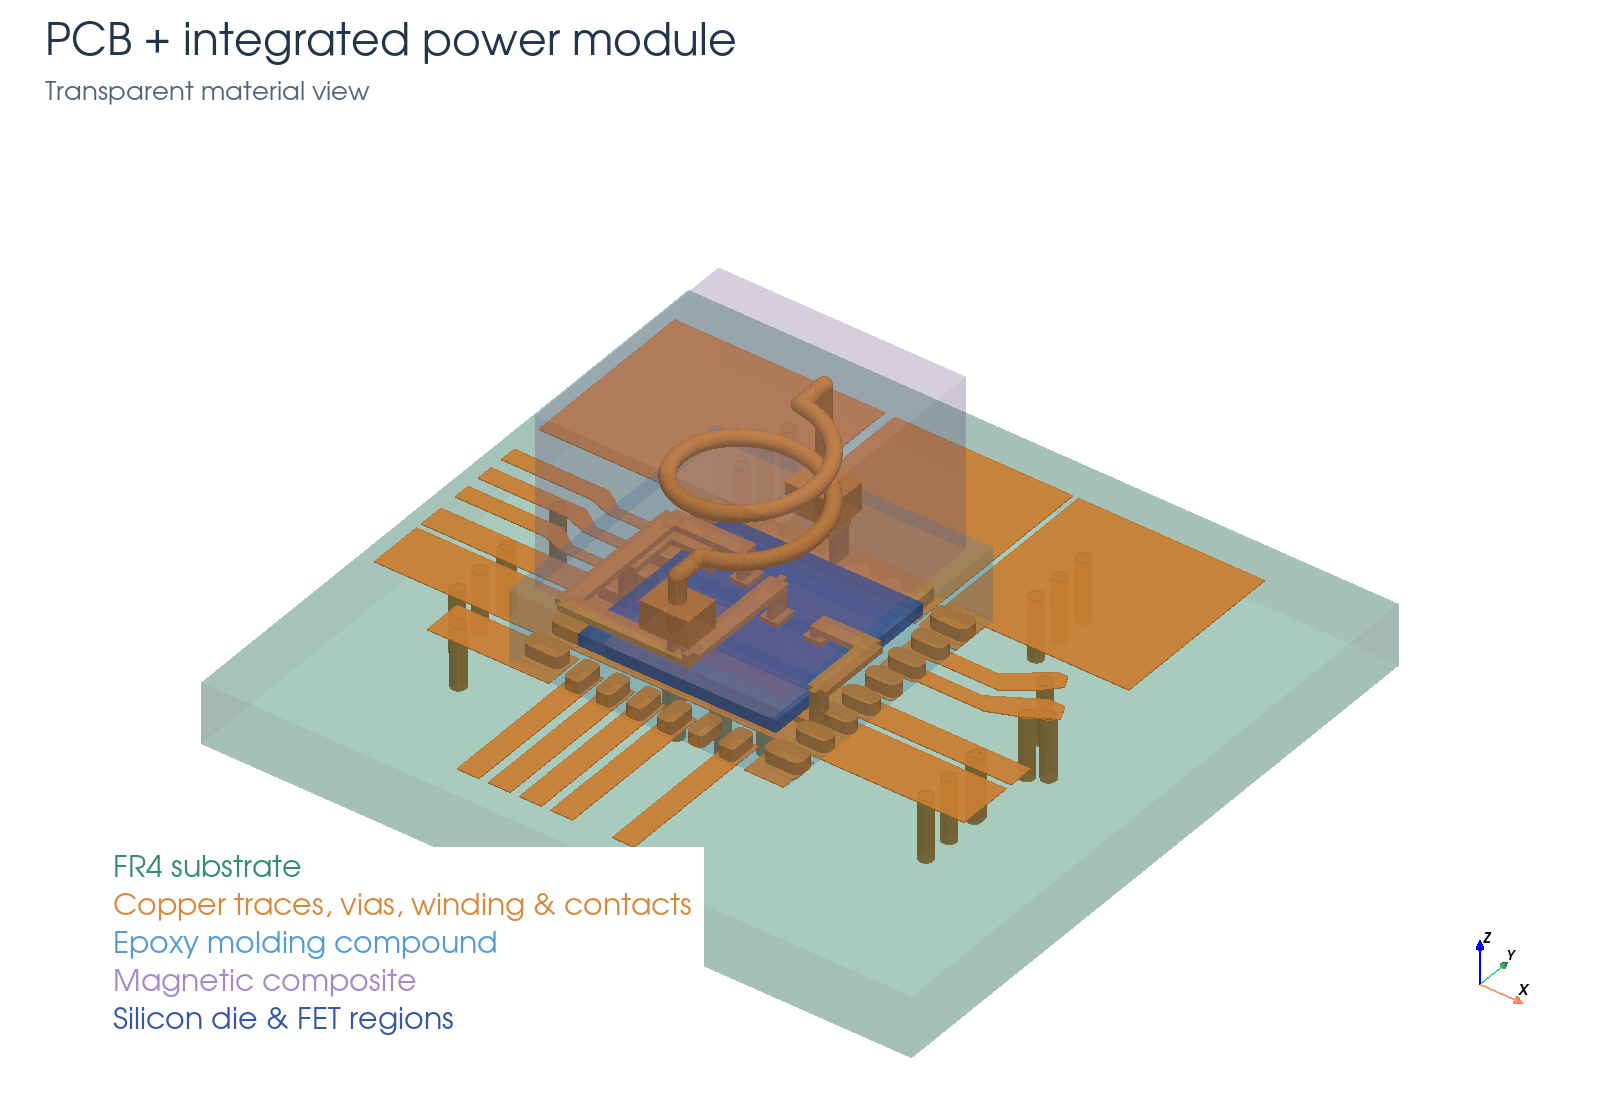 PCB + integrated power module
Transparent material view
FR4 substrate
Copper traces, vias, winding & contacts
Epoxy molding compound
Magnetic composite
Silicon die & FET regions
Z
Y
X